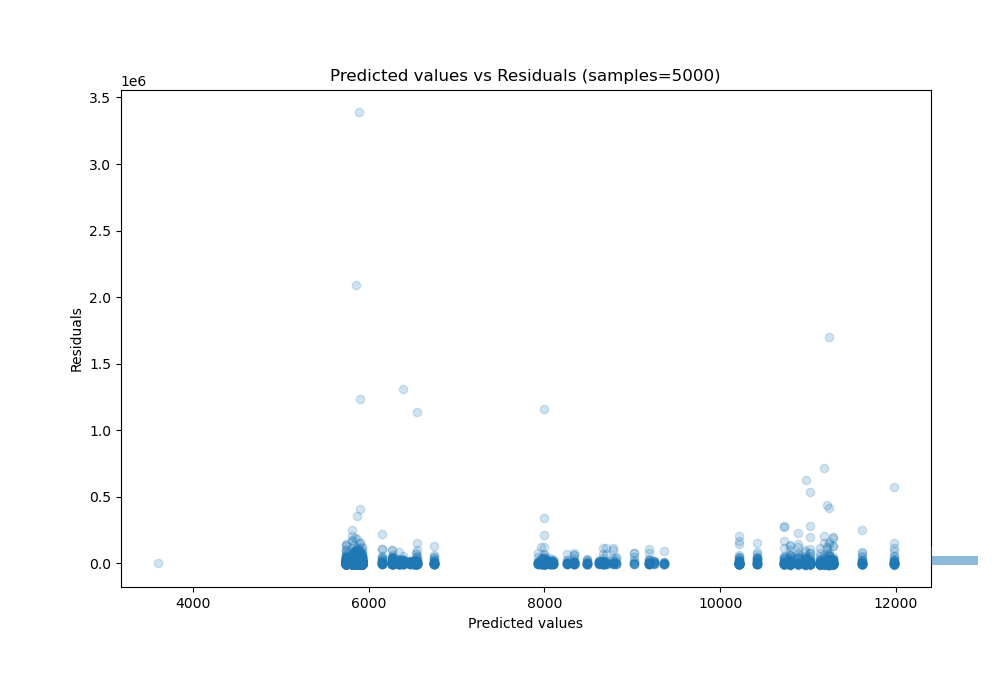 Predicted values vs Residuals (samples=5000)
1e6
3.5
3.0
2.5
2.0
1.5
1.0
0.5
0.0
Residuals
4000 6000 8000 10000 12000
Predicted values